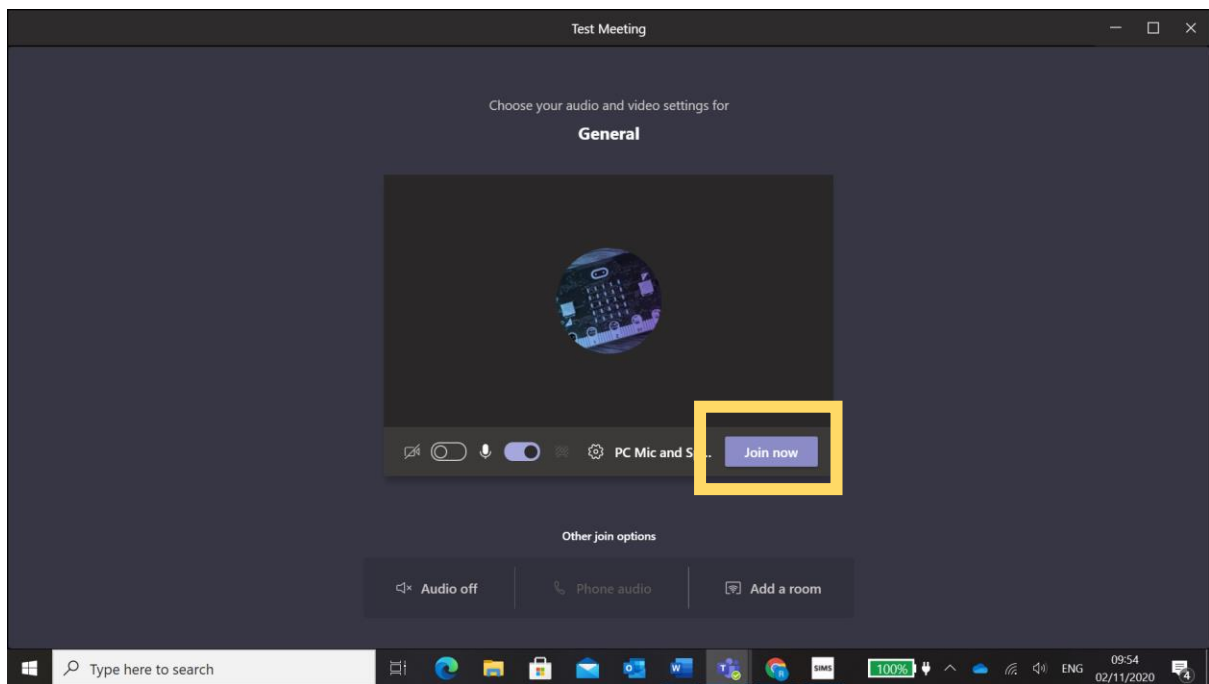 Test Meeting
Choose your audio and video settings for
General
PC Mic and S
Join now
Other join options
Audio off
Phone audio
Add a room
Type here to search
SIMS
100%
ENG
09:54
02/11/2020
4